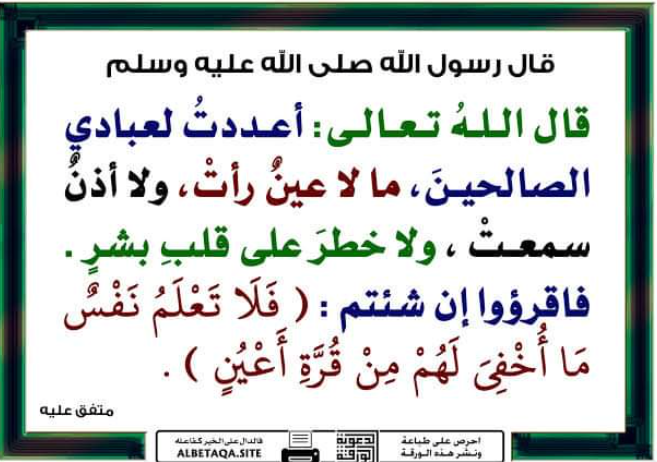 قال رسول الله صلى الله عليه وسلم
قال اللهُ تعالى: أعددتُ لعبادي
الصالحينَ، ما لا عينٌ رأتْ، ولا أذنٌ
سمعتْ ، ولا خطرَ على قلبِ بشرٍ .
فاقرؤوا إن شئتم : ( فَلَا تَعْلَمُ نَفْسٌ
مَا أُخْفِيَ لَهُمْ مِنْ قُرَّةِ أَعْيُنٍ ) .
متفق عليه
احرص على طباعة
ونشر هذه الورقة
الدعوية
الورقة
فالدال على الخير كفاعله
ALBETAQA.SITE